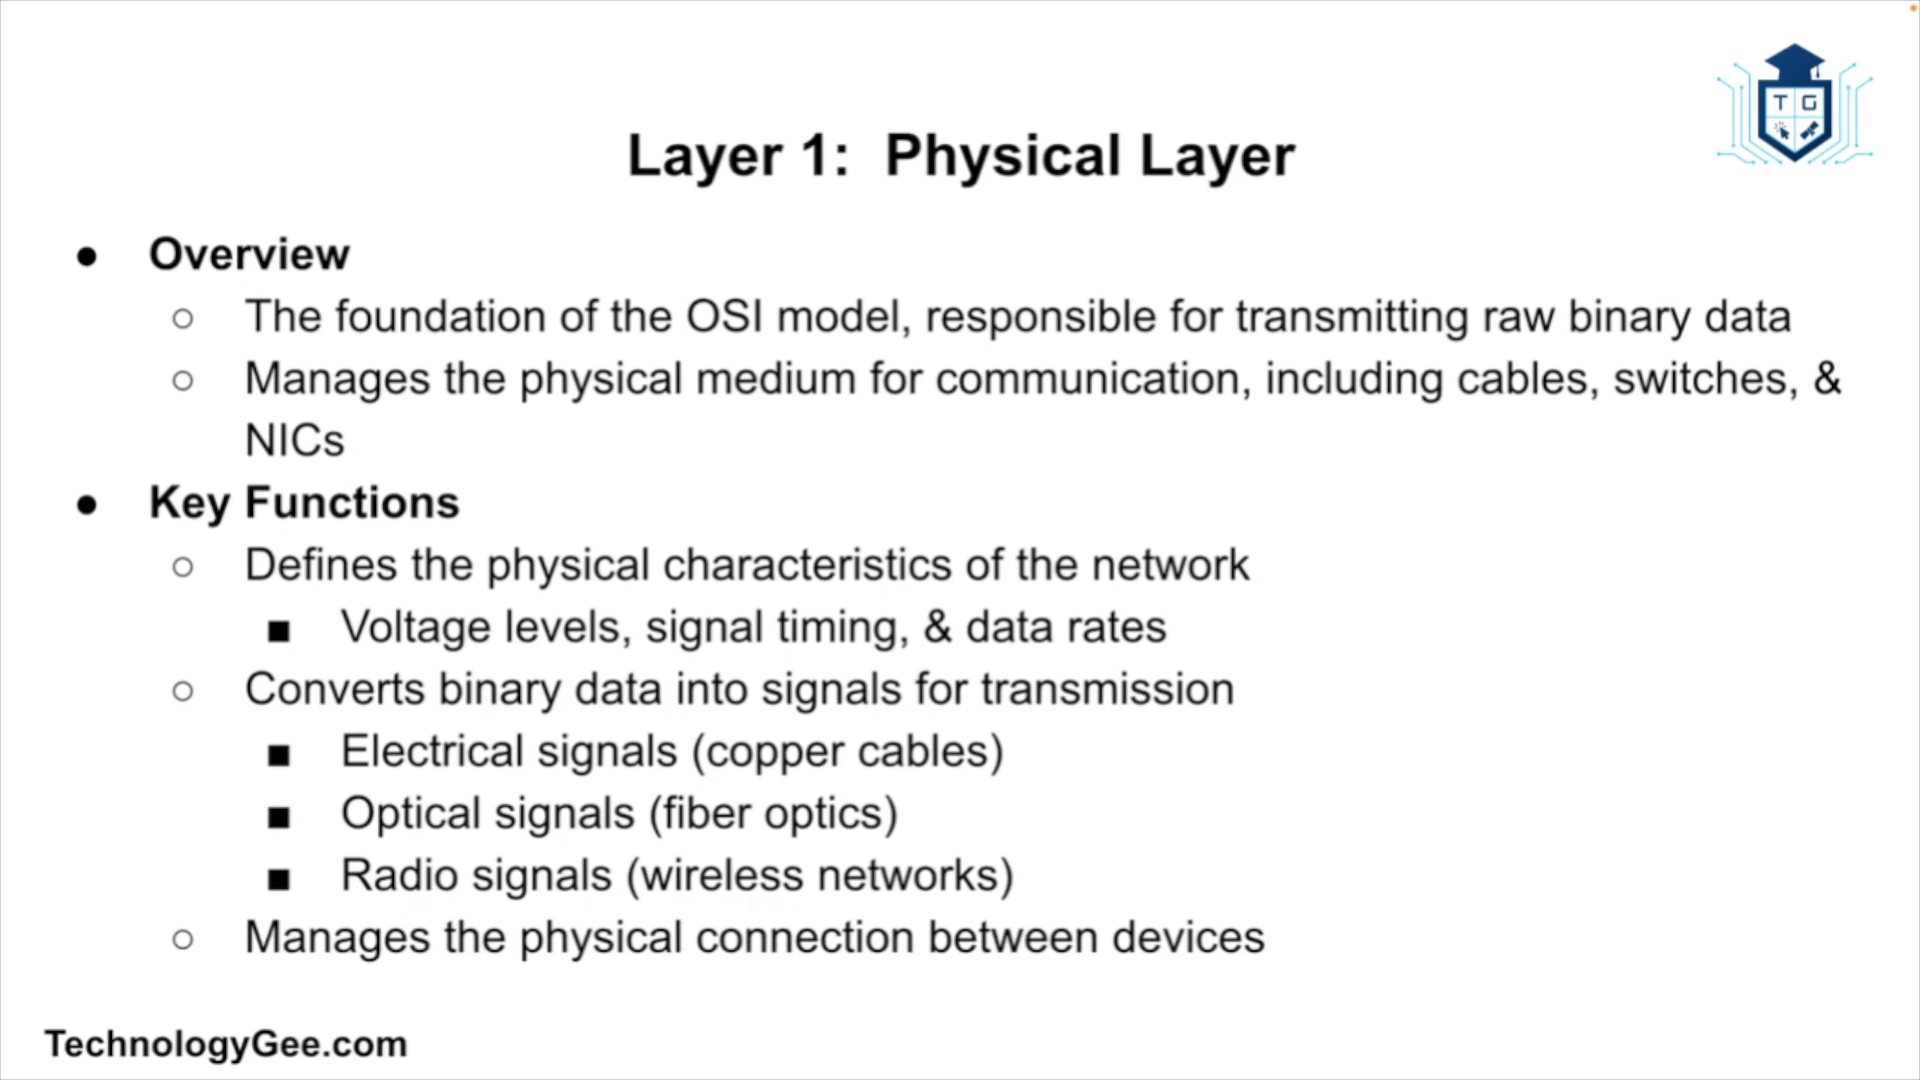 T G
Layer 1: Physical Layer
● Overview
○ The foundation of the OSI model, responsible for transmitting raw binary data
○ Manages the physical medium for communication, including cables, switches, &
NICs
● Key Functions
○ Defines the physical characteristics of the network
■ Voltage levels, signal timing, & data rates
○ Converts binary data into signals for transmission
■ Electrical signals (copper cables)
■ Optical signals (fiber optics)
■ Radio signals (wireless networks)
○ Manages the physical connection between devices
TechnologyGee.com